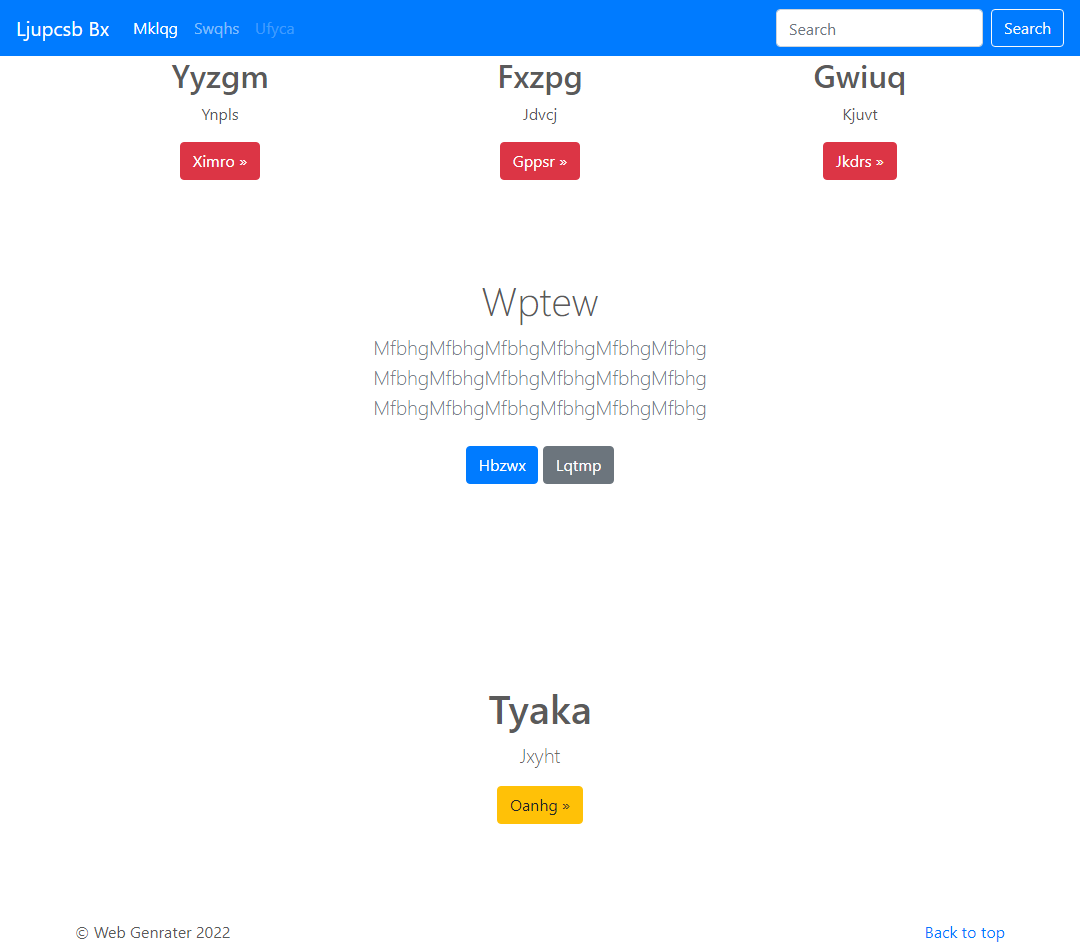 Ljupcsb Bx Mklqg Swqhs Ufyca Search Search
Yyzgm Fxzpg Gwiuq
Ynpls Jdvcj Kjuvt
Ximro » Gppsr » Jkdrs »
Wptew
MfbhgMfbhgMfbhgMfbhgMfbhgMfbhg
MfbhgMfbhgMfbhgMfbhgMfbhgMfbhg
MfbhgMfbhgMfbhgMfbhgMfbhgMfbhg
Hbzwx Lqtmp
Tyaka
Jxyht
Oanhg »
© Web Genrater 2022 Back to top